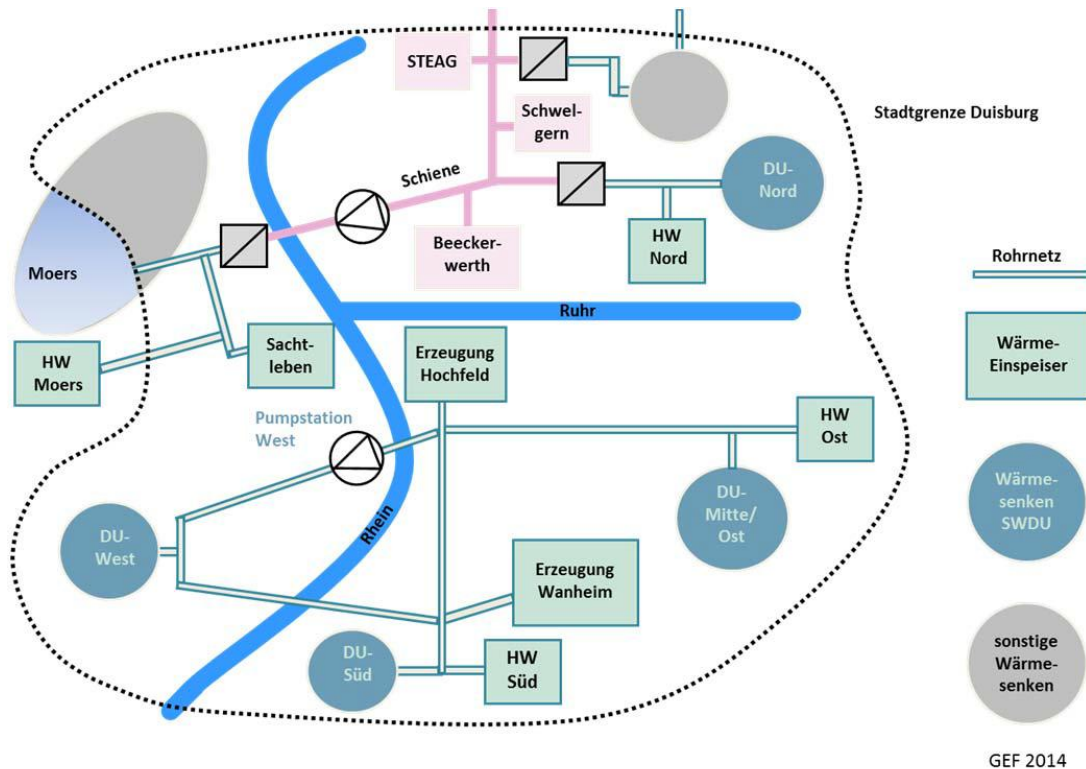 STEAG
Schwel-
gern
Stadtgrenze Duisburg
DU-
Nord
Schiene
HW
Nord
Beecker-
werth
Moers
Rohrnetz
Ruhr
HW
Moers
Sacht-
leben
Erzeugung
Hochfeld
Wärme-
Einspeiser
Pumpstation
West
HW
Ost
DU-
West
Rhein
DU-
Mitte/
Ost
Wärme-
senken
SWDU
Erzeugung
Wanheim
DU-
Süd
HW
Süd
sonstige
Wärme-
senken
GEF 2014